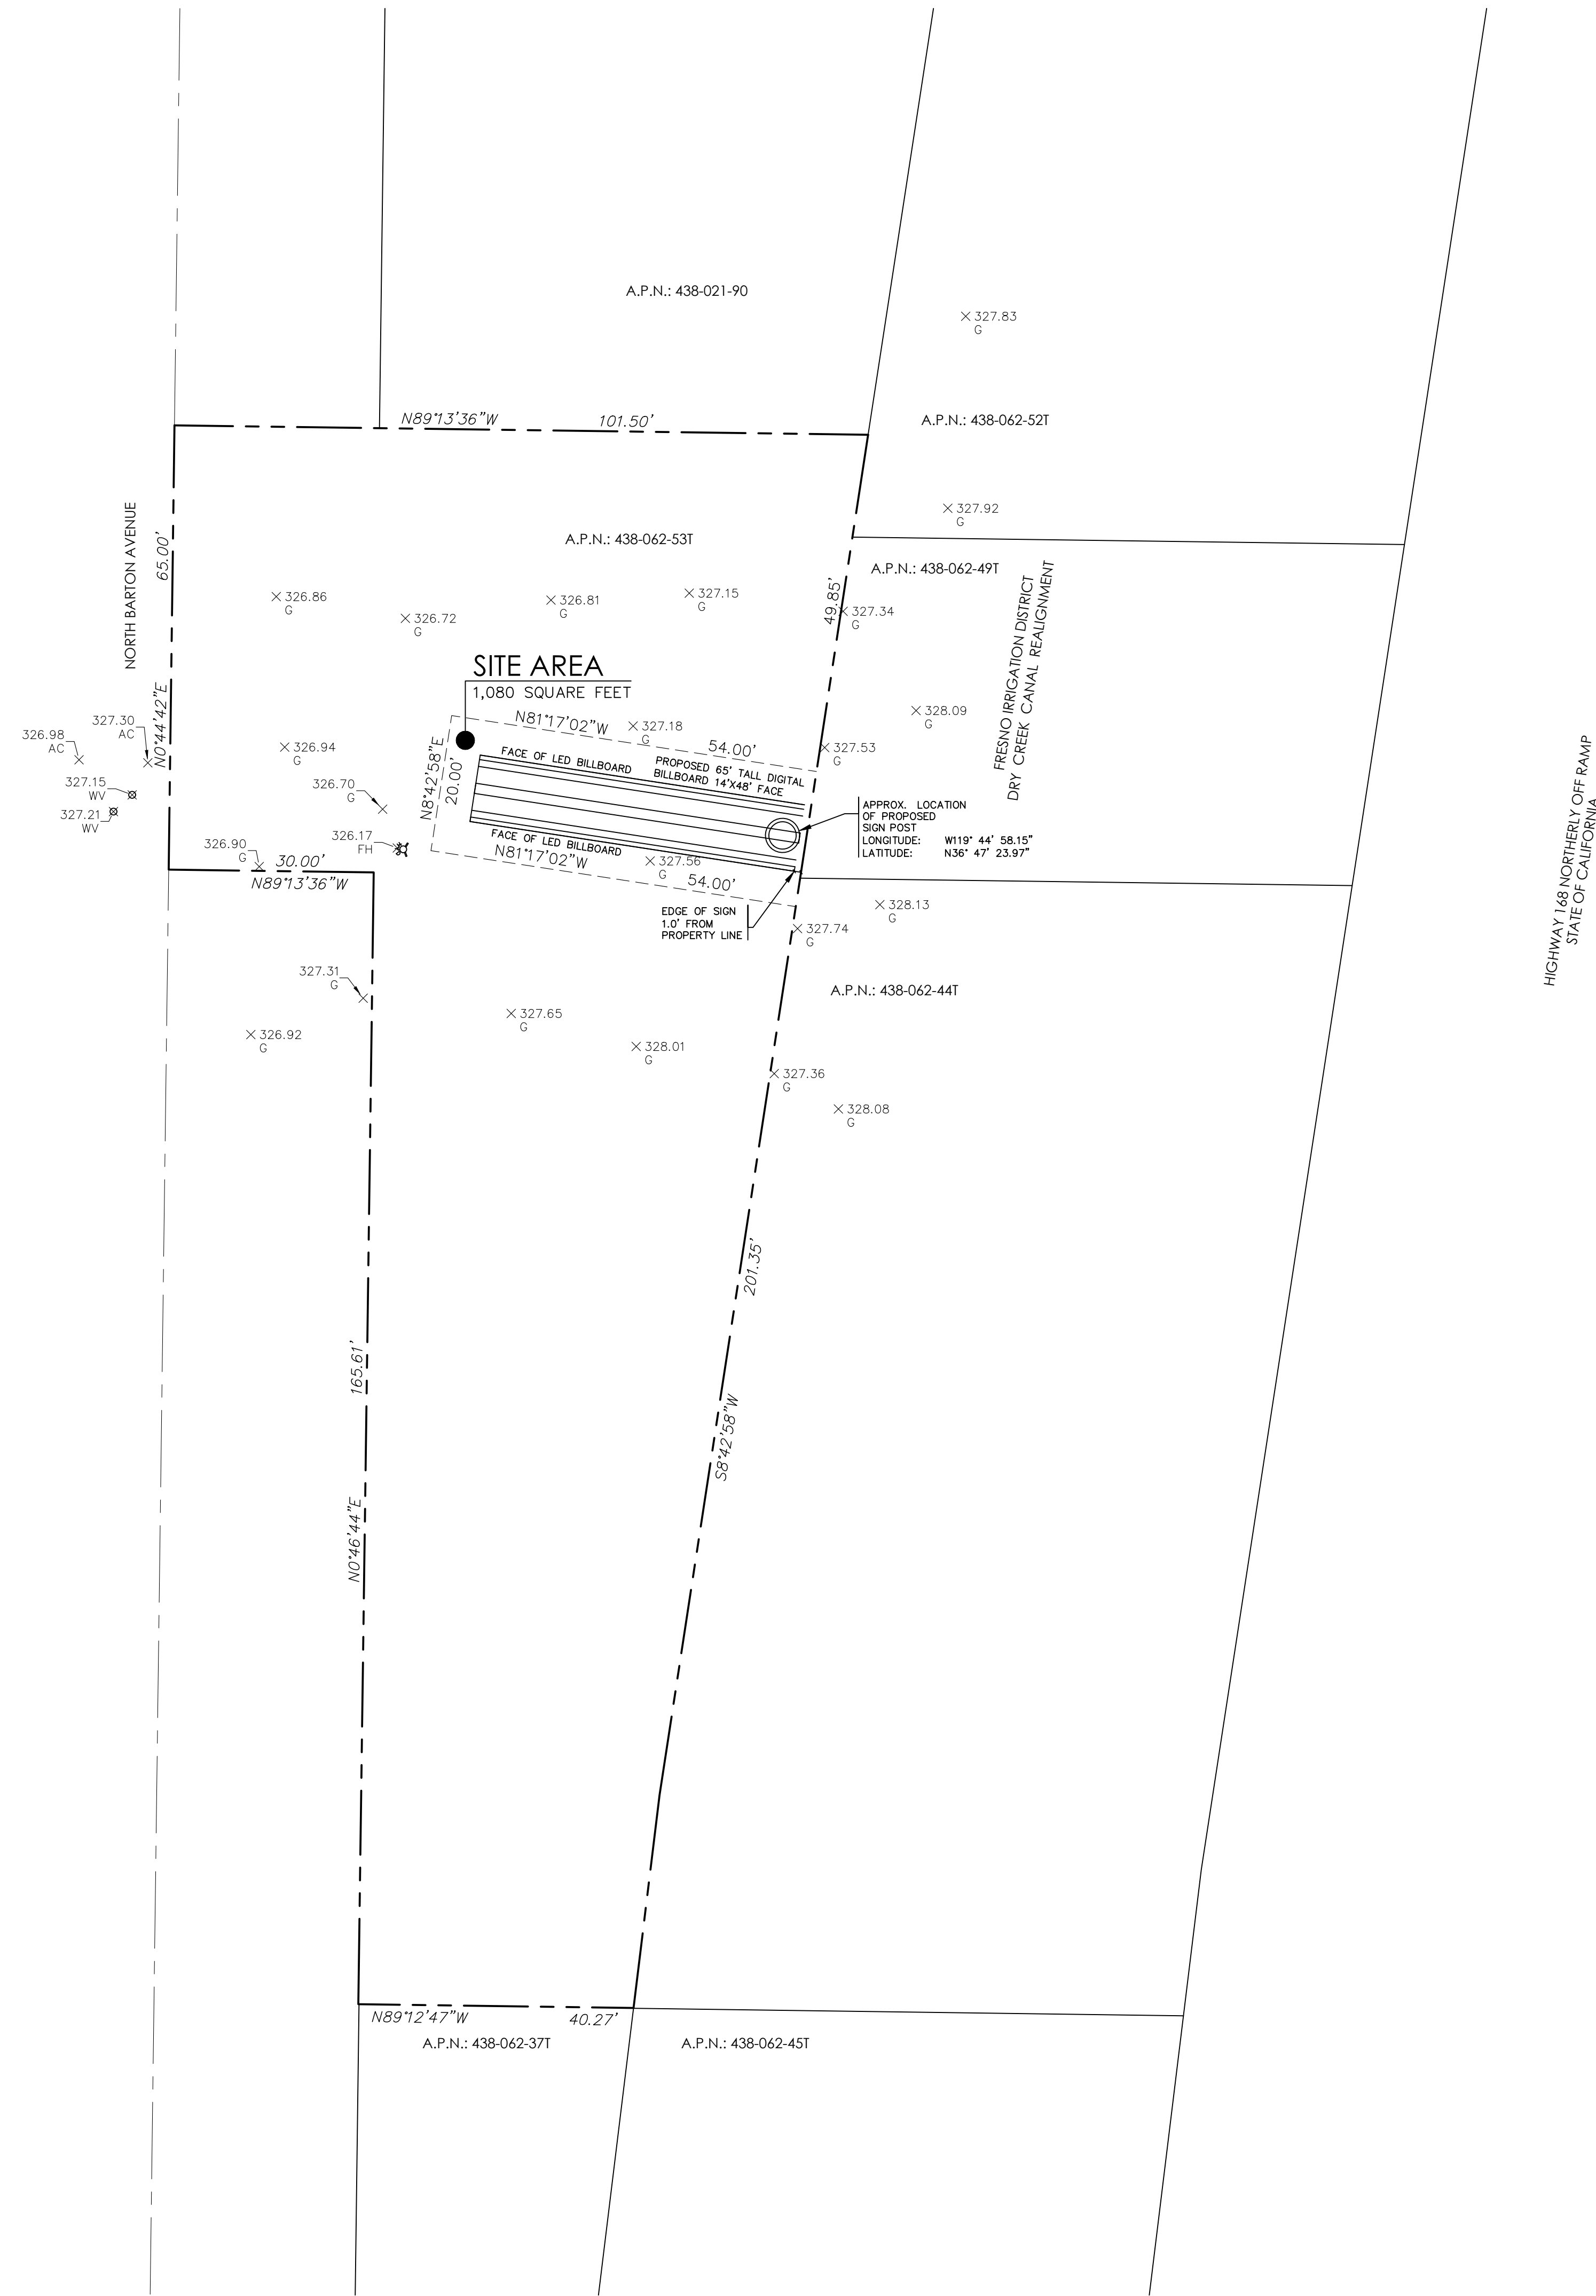 A.P.N.: 438-021-90
327.83
G
N89°13'36"W
101.50'
A.P.N.: 438-062-52T
NORTH BARTON AVENUE
65.00'
N0°44'42"E
327.92
G
A.P.N.: 438-062-53T
A.P.N.: 438-062-49T
49.85'
326.86
G
326.72
G
326.81
G
327.15
G
327.34
G
FRESNO IRRIGATION DISTRICT
DRY CREEK CANAL REALIGNMENT
SITE AREA
1,080 SQUARE FEET
N81°17'02"W
54.00'
327.18
G
328.09
G
327.53
G
326.98
AC
327.30
AC
327.15
WV
327.21
WV
326.94
G
326.70
G
326.17
FH
N8°42'58"E
20.00'
FACE OF LED BILLBOARD
PROPOSED 65' TALL DIGITAL
BILLBOARD 14'X48' FACE
APPROX. LOCATION
OF PROPOSED
SIGN POST
LONGITUDE: W119° 44' 58.15"
LATITUDE: N36° 47' 23.97"
HIGHWAY 168 NORTHERLY OFF RAMP
STATE OF CALIFORNIA
FACE OF LED BILLBOARD
N81°17'02"W
54.00'
327.56
G
326.90
G
30.00'
N89°13'36"W
EDGE OF SIGN
1.0' FROM
PROPERTY LINE
328.13
G
327.74
G
327.31
G
A.P.N.: 438-062-44T
326.92
G
327.65
G
328.01
G
327.36
G
328.08
G
201.35'
S8°42'58"W
165.61'
N0°46'44"E
N89°12'47"W
40.27'
A.P.N.: 438-062-37T
A.P.N.: 438-062-45T